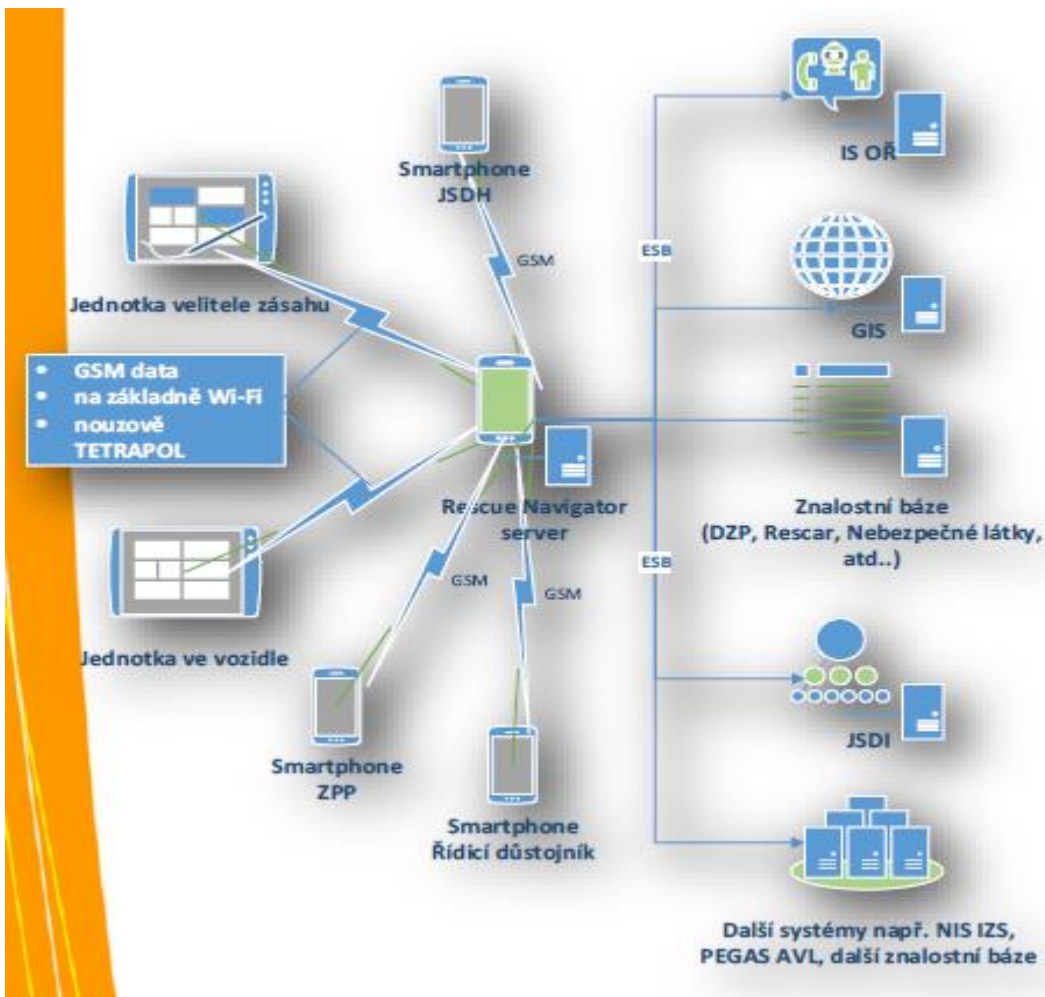 Smartphone
JSDH
IS OŘ
ESB
GSM
Jednotka velitele zásahu
GIS
• GSM data
• na základně Wi-Fi
• nouzově
TETRAPOL
Rescue Navigator
server
Znalostní báze
(DZP, Rescar, Nebezpečné látky,
atd..)
ESB
GSM
GSM
Jednotka ve vozidle
JSDI
Smartphone
ZPP
Smartphone
Řídicí důstojník
Další systémy např. NIS IZS,
PEGAS AVL, další znalostní báze